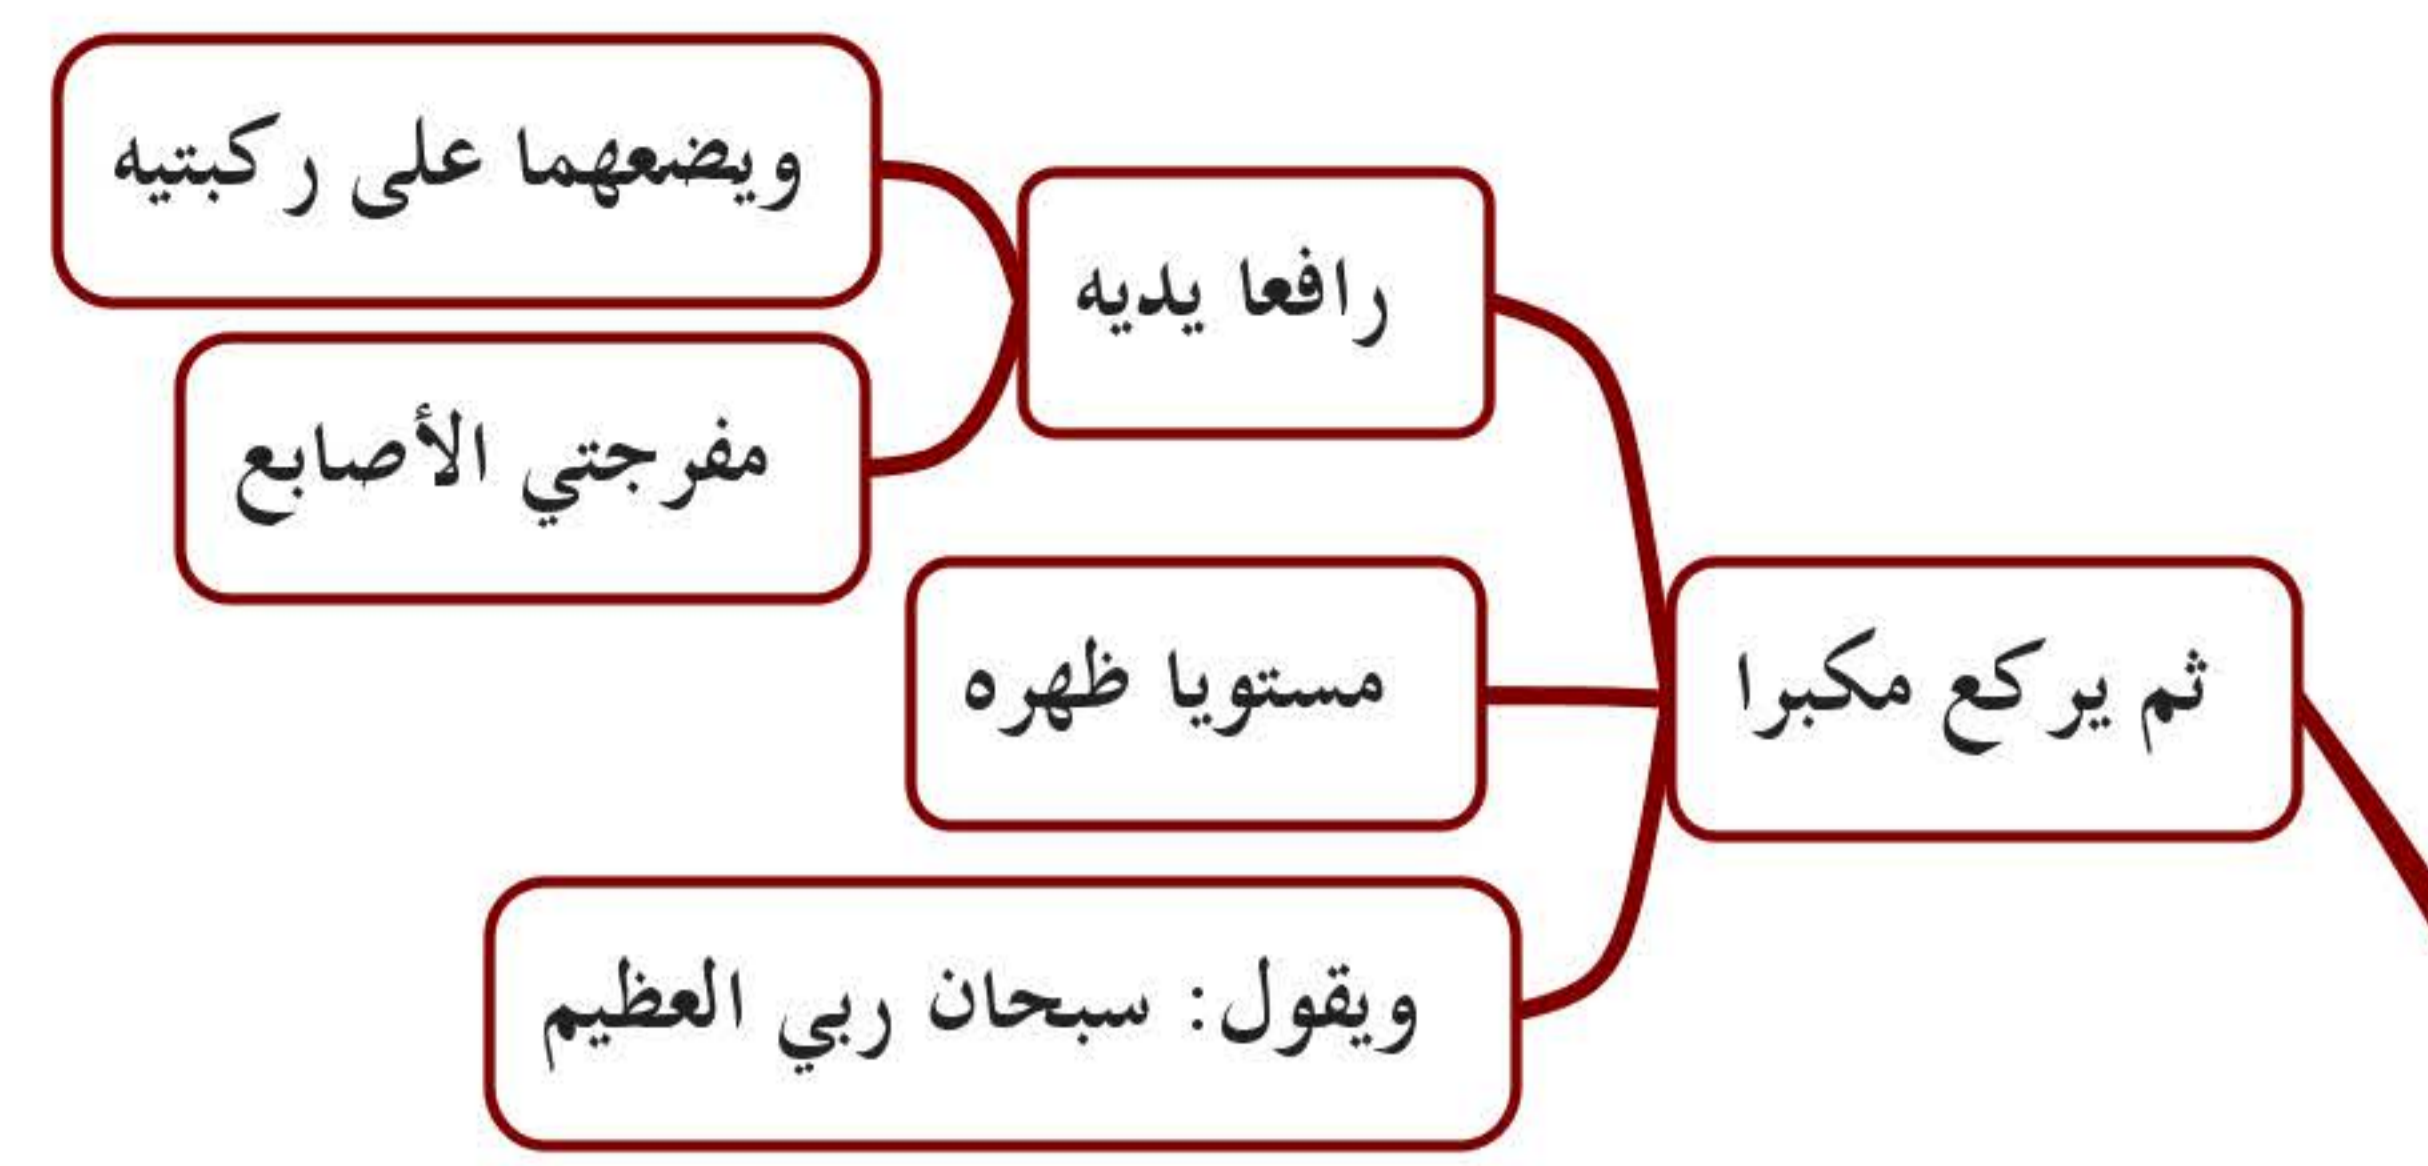 ثم يركع مكبرا
رافعا يديه
ويضعهما على ركبتيه
مفرجتي الأصابع
مستويا ظهره
ويقول: سبحان ربي العظيم